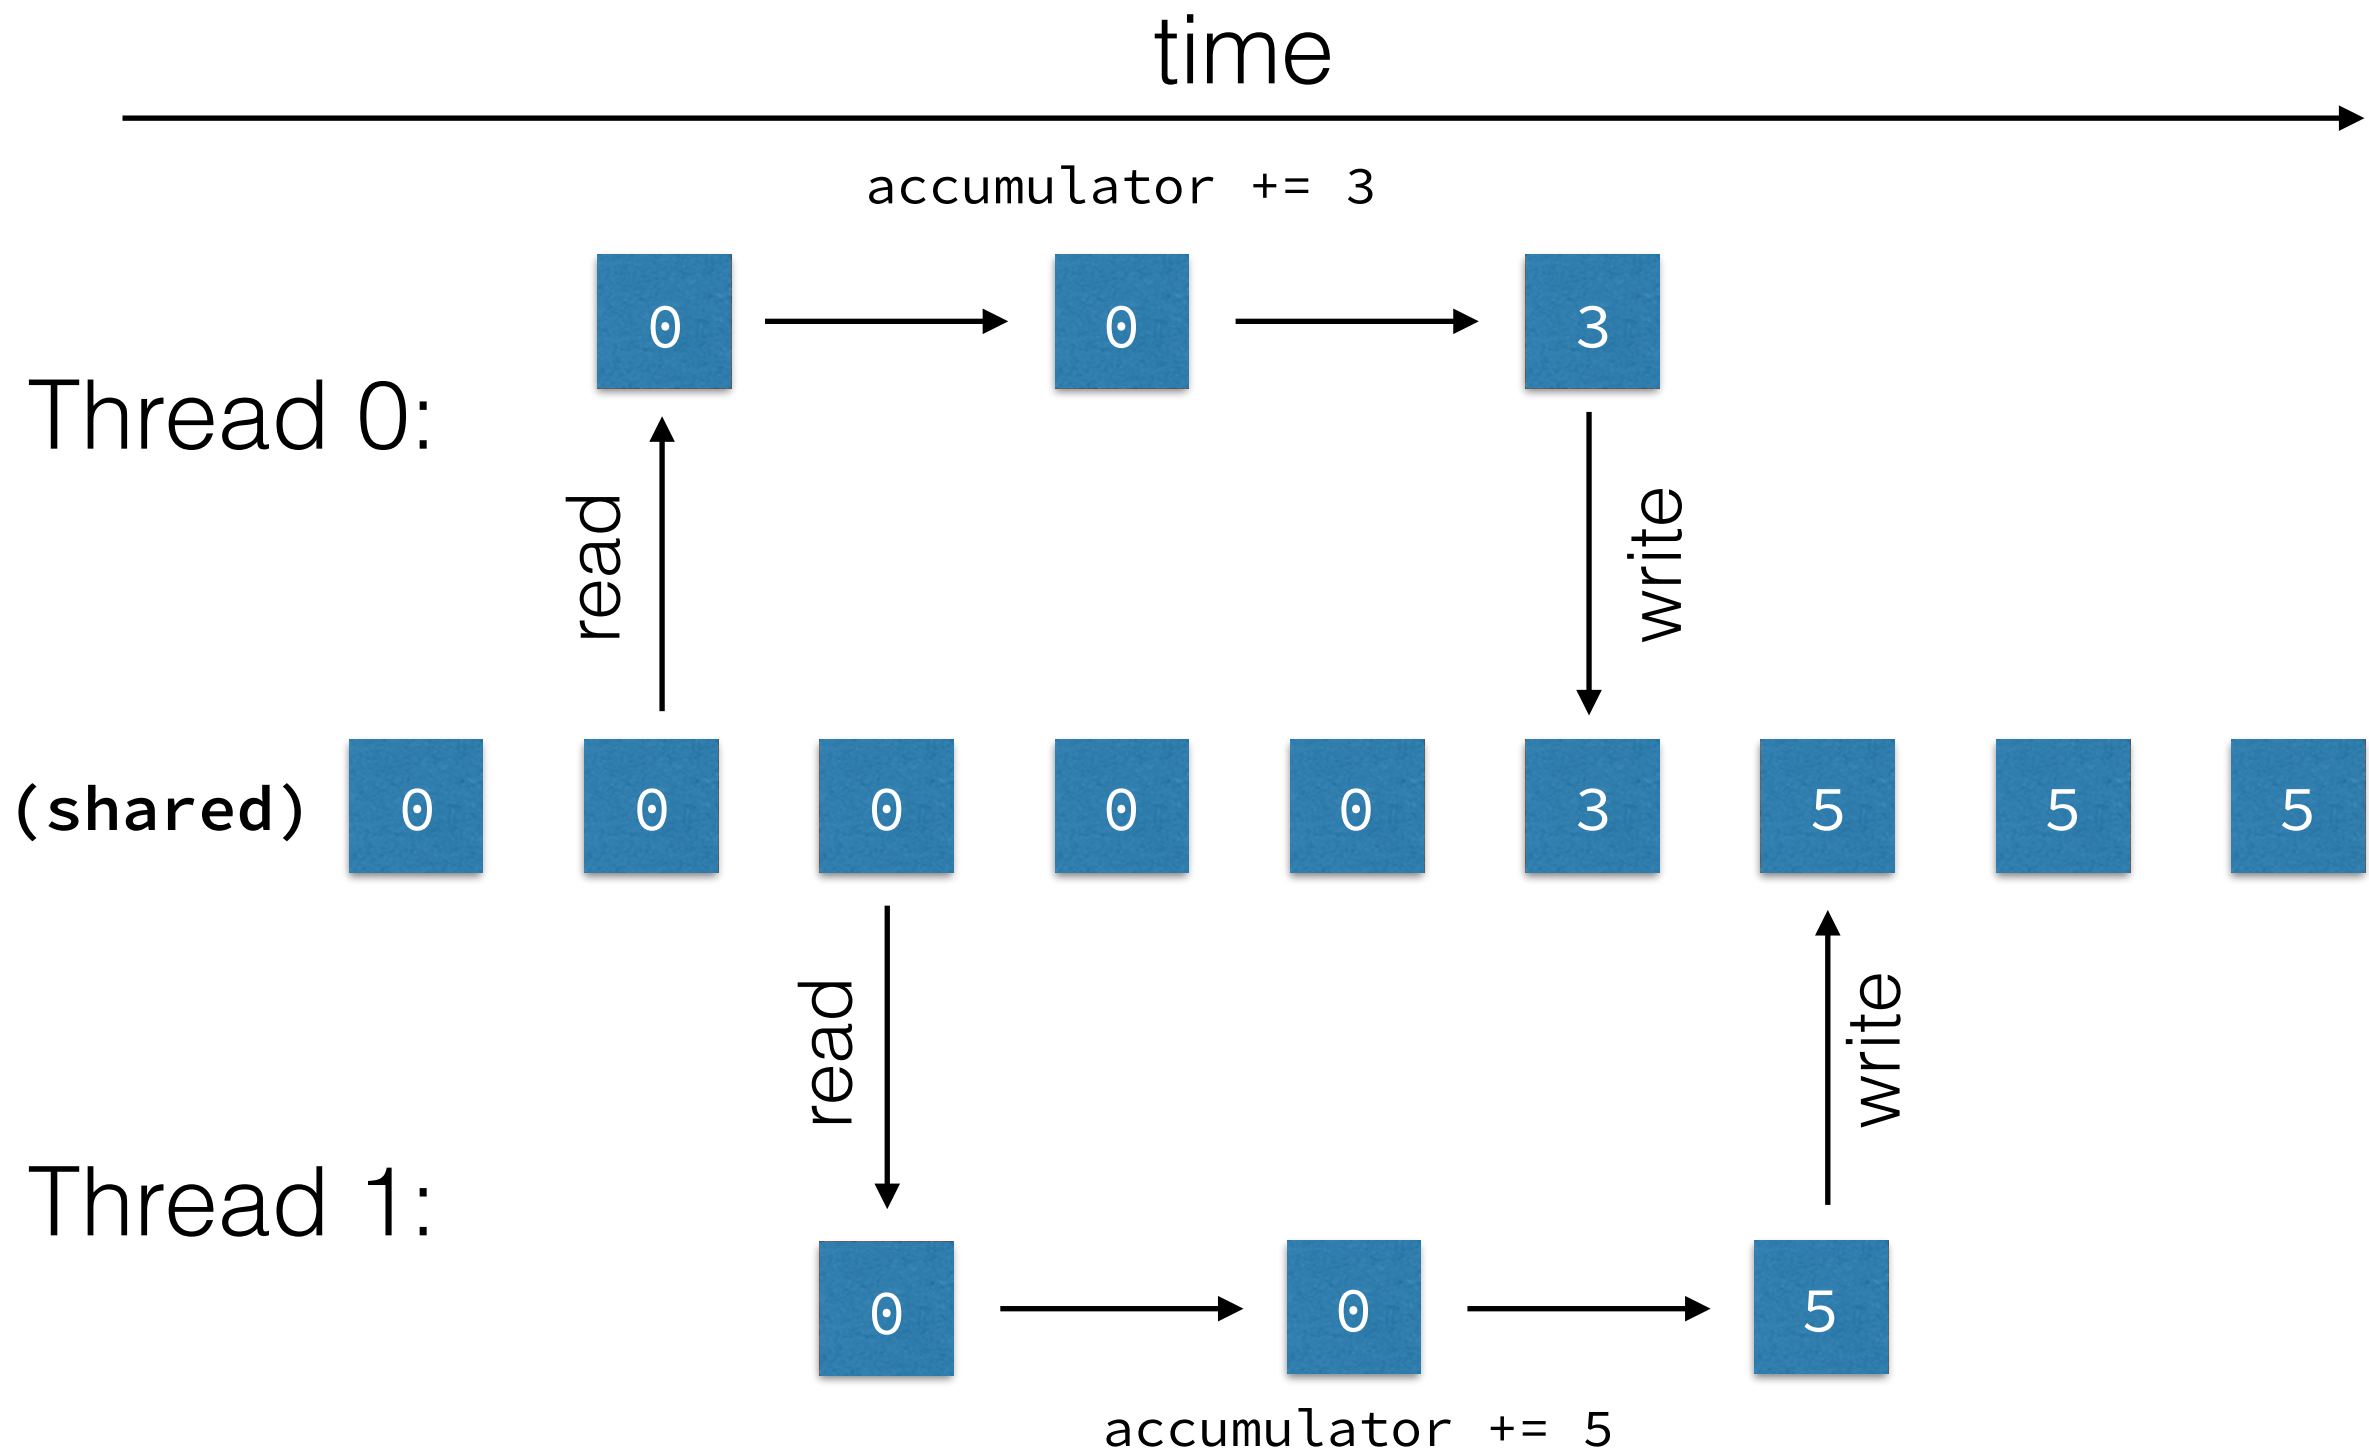 time
accumulator += 3
0 0 3
Thread 0:
read
write
(shared) 0 0 0 0 0 3 5 5 5
read
write
Thread 1:
0 0 5
accumulator += 5